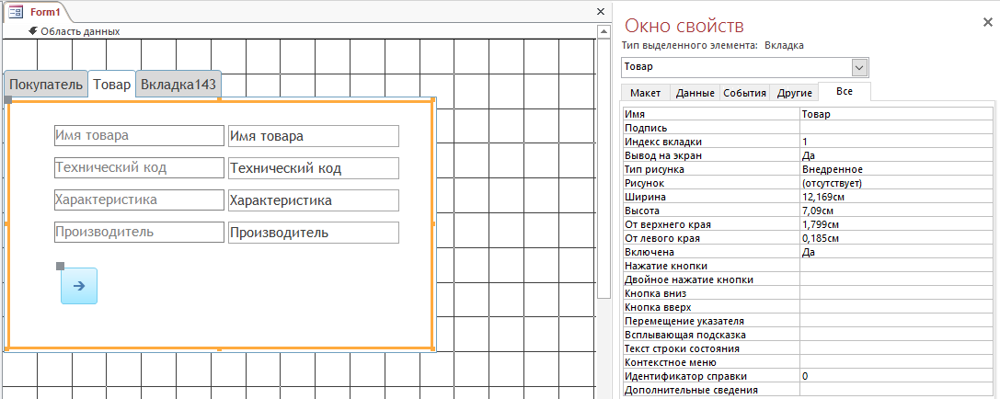 Form1
Область данных
Покупатель Товар Вкладка143
Имя товара Имя товара
Технический код Технический код
Характеристика Характеристика
Производитель Производитель
Окно свойств
Тип выделенного элемента: Вкладка
Товар
Макет Данные События Другие Все
Имя Товар
Подпись
Индекс вкладки 1
Вывод на экран Да
Тип рисунка Внедренное
Рисунок (отсутствует)
Ширина 12,169см
Высота 7,09см
От верхнего края 1,799см
От левого края 0,185см
Включена Да
Нажатие кнопки
Двойное нажатие кнопки
Кнопка вниз
Кнопка вверх
Перемещение указателя
Всплывающая подсказка
Текст строки состояния
Контекстное меню
Идентификатор справки 0
Дополнительные сведения